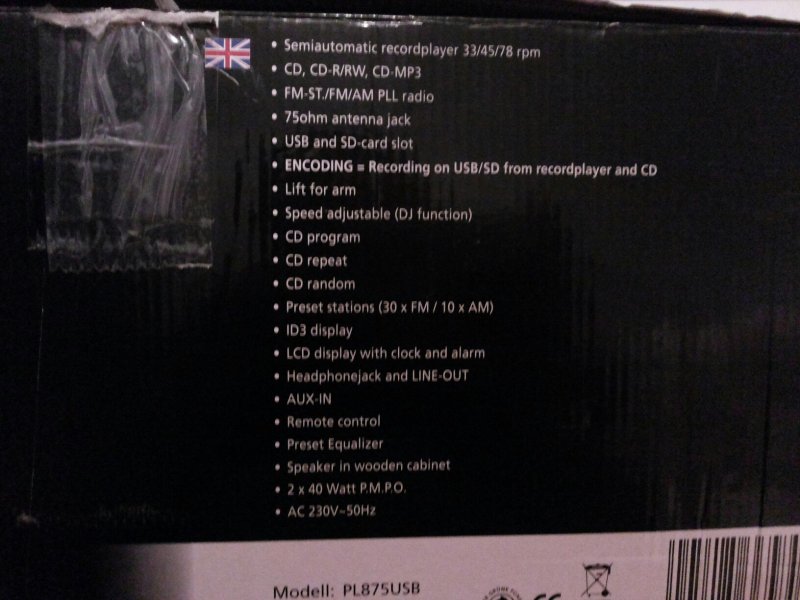 • Semiautomatic recordplayer 33/45/78 rpm
• CD, CD-R/RW, CD-MP3
• FM-ST./FM/AM PLL radio
• 75ohm antenna jack
• USB and SD-card slot
• ENCODING = Recording on USB/SD from recordplayer and CD
• Lift for arm
• Speed adjustable (DJ function)
• CD program
• CD repeat
• CD random
• Preset stations (30 x FM / 10 x AM)
• ID3 display
• LCD display with clock and alarm
• Headphonejack and LINE-OUT
• AUX-IN
• Remote control
• Preset Equalizer
• Speaker in wooden cabinet
• 2 x 40 Watt P.M.P.O.
• AC 230V~50Hz
Modell: PL875USB